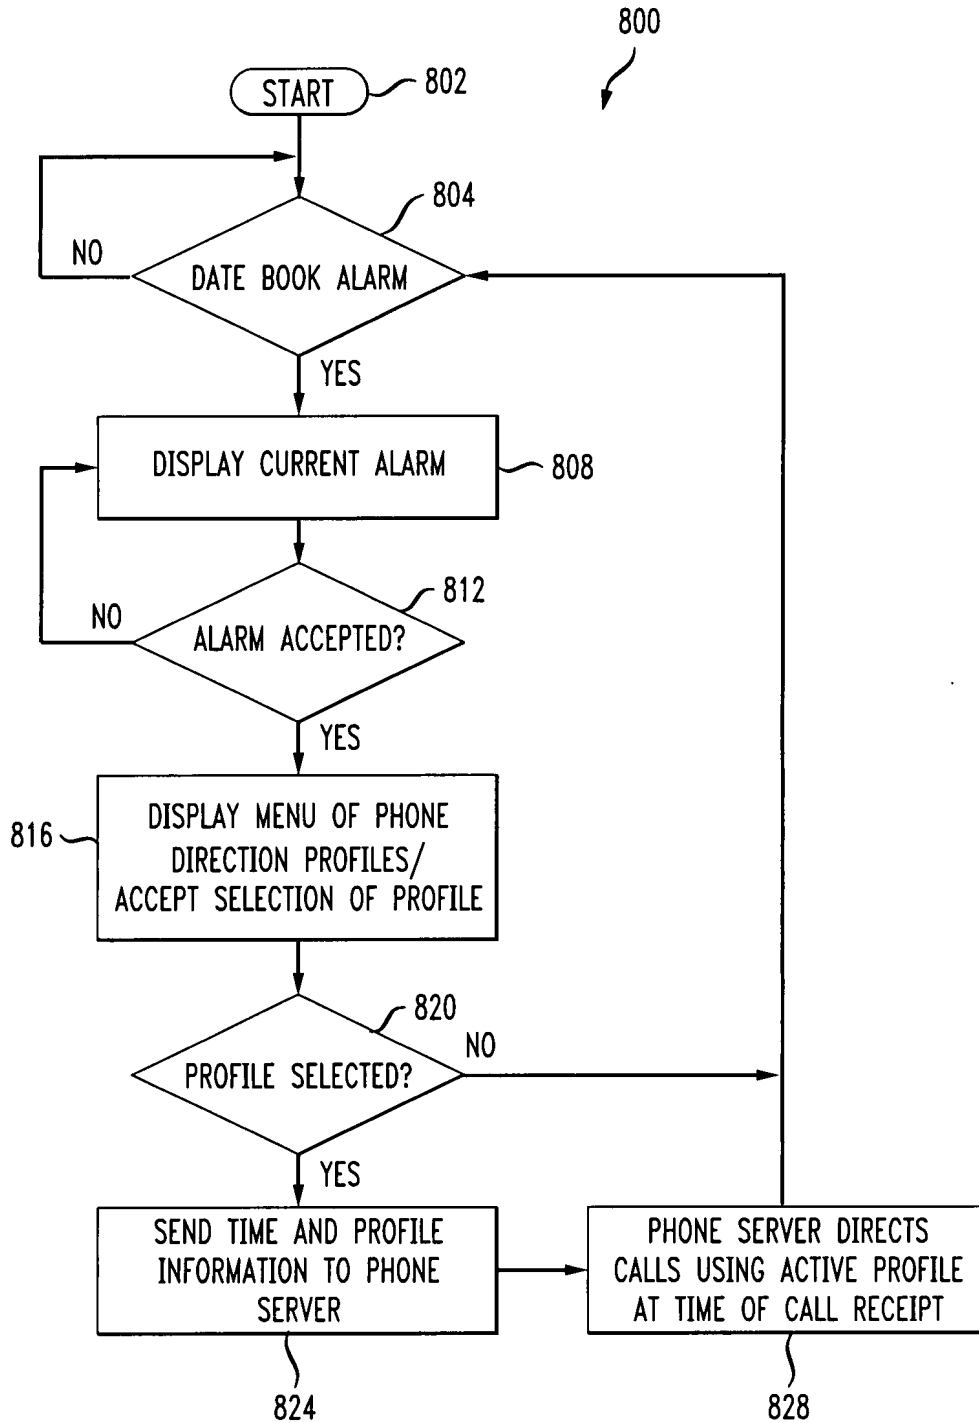 800
START
802
804
NO
DATE BOOK ALARM
YES
DISPLAY CURRENT ALARM
808
812
NO
ALARM ACCEPTED?
YES
816
DISPLAY MENU OF PHONE
DIRECTION PROFILES/
ACCEPT SELECTION OF PROFILE
820
NO
PROFILE SELECTED?
YES
SEND TIME AND PROFILE
INFORMATION TO PHONE
SERVER
824
PHONE SERVER DIRECTS
CALLS USING ACTIVE PROFILE
AT TIME OF CALL RECEIPT
828